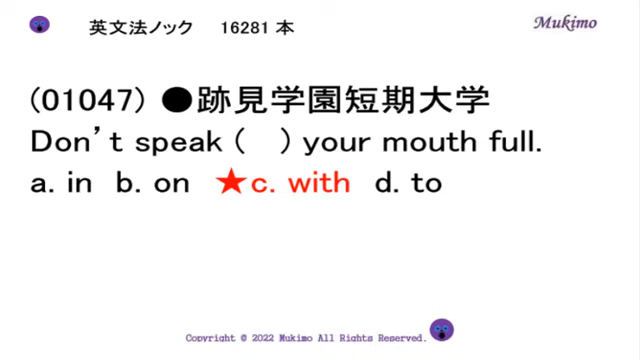 英文法ノック 16281 本
Mukimo
(01047) ●跡見学園短期大学
Don't speak ( ) your mouth full.
a. in b. on ★c. with d. to
Copyright @ 2022 Mukimo All Rights Reserved.